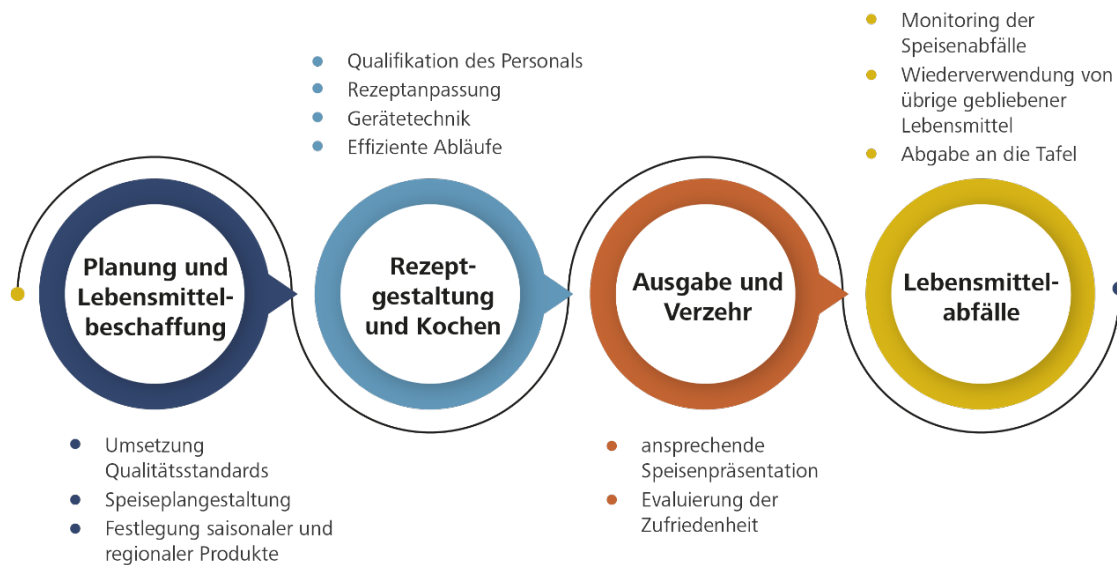 Planung und
Lebensmittel-
beschaffung
Umsetzung
Qualitätsstandards
Speiseplangestaltung
Festlegung saisonaler und
regionaler Produkte
Qualifikation des Personals
Rezeptanpassung
Gerätetechnik
Effiziente Abläufe
Rezept-
gestaltung
und Kochen
Ausgabe und
Verzehr
ansprechende
Speisenpräsentation
Evaluierung der
Zufriedenheit
Monitoring der
Speisenabfälle
Wiederverwendung von
übrige gebliebener
Lebensmittel
Abgabe an die Tafel
Lebensmittel-
abfälle